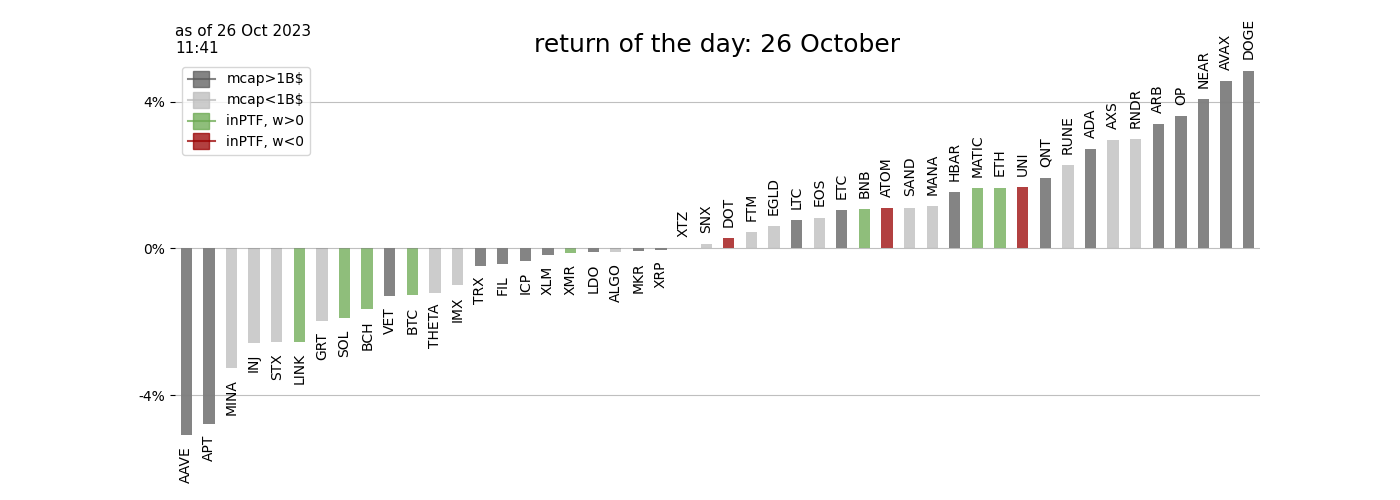 as of 26 Oct 2023
11:41
return of the day: 26 October
mcap>1B$
mcap<1B$
inPTF, w>0
inPTF, w<0
4%
0%
-4%
AAVE
APT
MINA
INJ
STX
LINK
GRT
SOL
BCH
VET
BTC
THETA
IMX
TRX
FIL
ICP
XLM
XMR
LDO
ALGO
MKR
XRP
XTZ
SNX
DOT
FTM
EGLD
LTC
EOS
ETC
BNB
ATOM
SAND
MANA
HBAR
MATIC
ETH
UNI
QNT
RUNE
ADA
AXS
RNDR
ARB
OP
NEAR
AVAX
DOGE